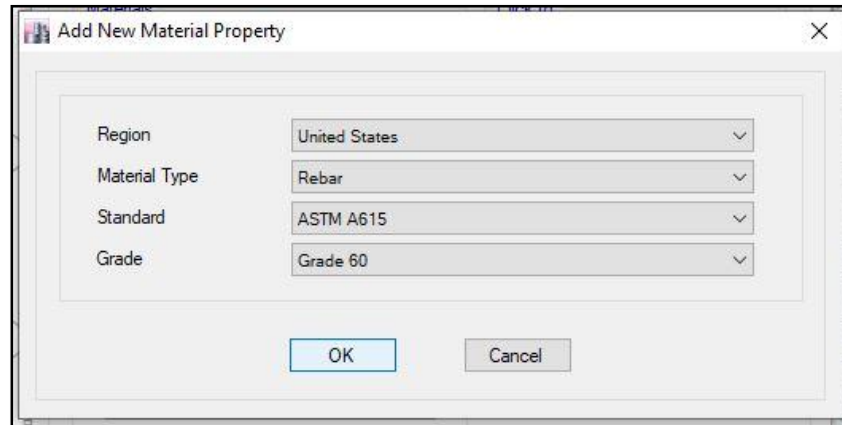 Add New Material Property
Region United States
Material Type Rebar
Standard ASTM A615
Grade Grade 60
OK Cancel